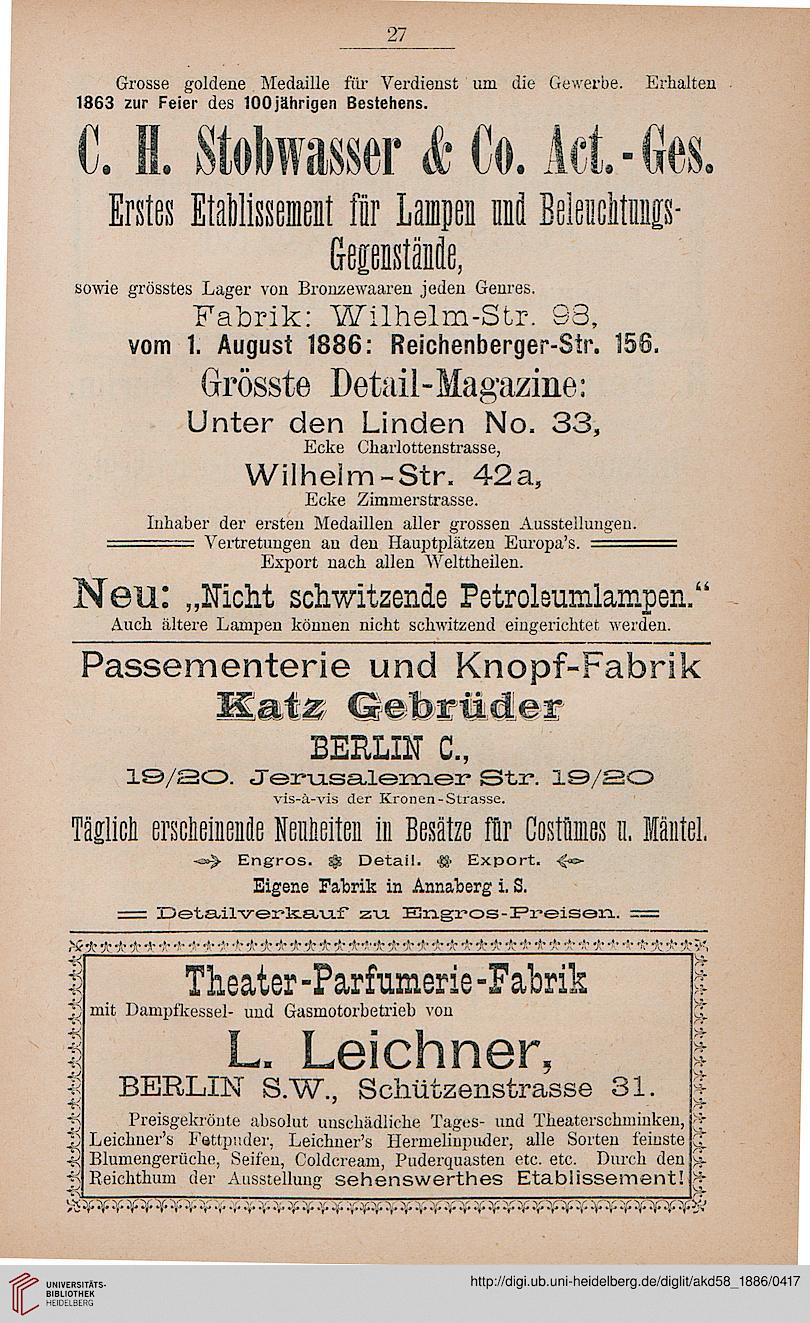 27
Grosse goldene Medaille für Verdienst um die Gewerbe. Erhalten
1863 zur Feier des 100jährigen Bestehens.
C. H. Stobwasser & Co. Act.-Ges.
Erstes Etablissement für Lampen und Beleuchtungs-
Gegenstände,
sowie grösstes Lager von Bronzewaaren jeden Genres.
Fabrik: Wilhelm-Str. 98,
vom 1. August 1886: Reichenberger-Str. 156.
Grösste Detail-Magazine:
Unter den Linden No. 33,
Ecke Charlottenstrasse,
Wilhelm-Str. 42a,
Ecke Zimmerstrasse.
Inhaber der ersten Medaillen aller grossen Ausstellungen.
Vertretungen an den Hauptplätzen Europa's.
Export nach allen Welttheilen.
Neu: „Nicht schwitzende Petroleumlampen.“
Auch ältere Lampen können nicht schwitzend eingerichtet werden.
Passementerie und Knopf-Fabrik
Katz Gebrüder
BERLIN C.,
19/20. Jerusalemer Str. 19/20
vis-à-vis der Kronen-Strasse.
Täglich erscheinende Neuheiten in Besätze für Costümes u. Mäntel.
Engros. Detail. Export.
Eigene Fabrik in Annaberg i. S.
Detailverkauf zu Engros-Preisen.
Theater-Parfumerie-Fabrik
mit Dampfkessel- und Gasmotorbetrieb von
L. Leichner,
BERLIN S.W., Schützenstrasse 31.
Preisgekrönte absolut unschädliche Tages- und Theaterschminken,
Leichner's Fettpuder, Leichner's Hermelinpuder, alle Sorten feinste
Blumengerüche, Seifen, Coldcream, Puderquasten etc. etc. Durch den
Reichthum der Ausstellung sehenswerthes Etablissement!
UNIVERSITÄTS-
BIBLIOTHEK
HEIDELBERG
http://digi.ub.uni-heidelberg.de/diglit/akd58_1886/0417